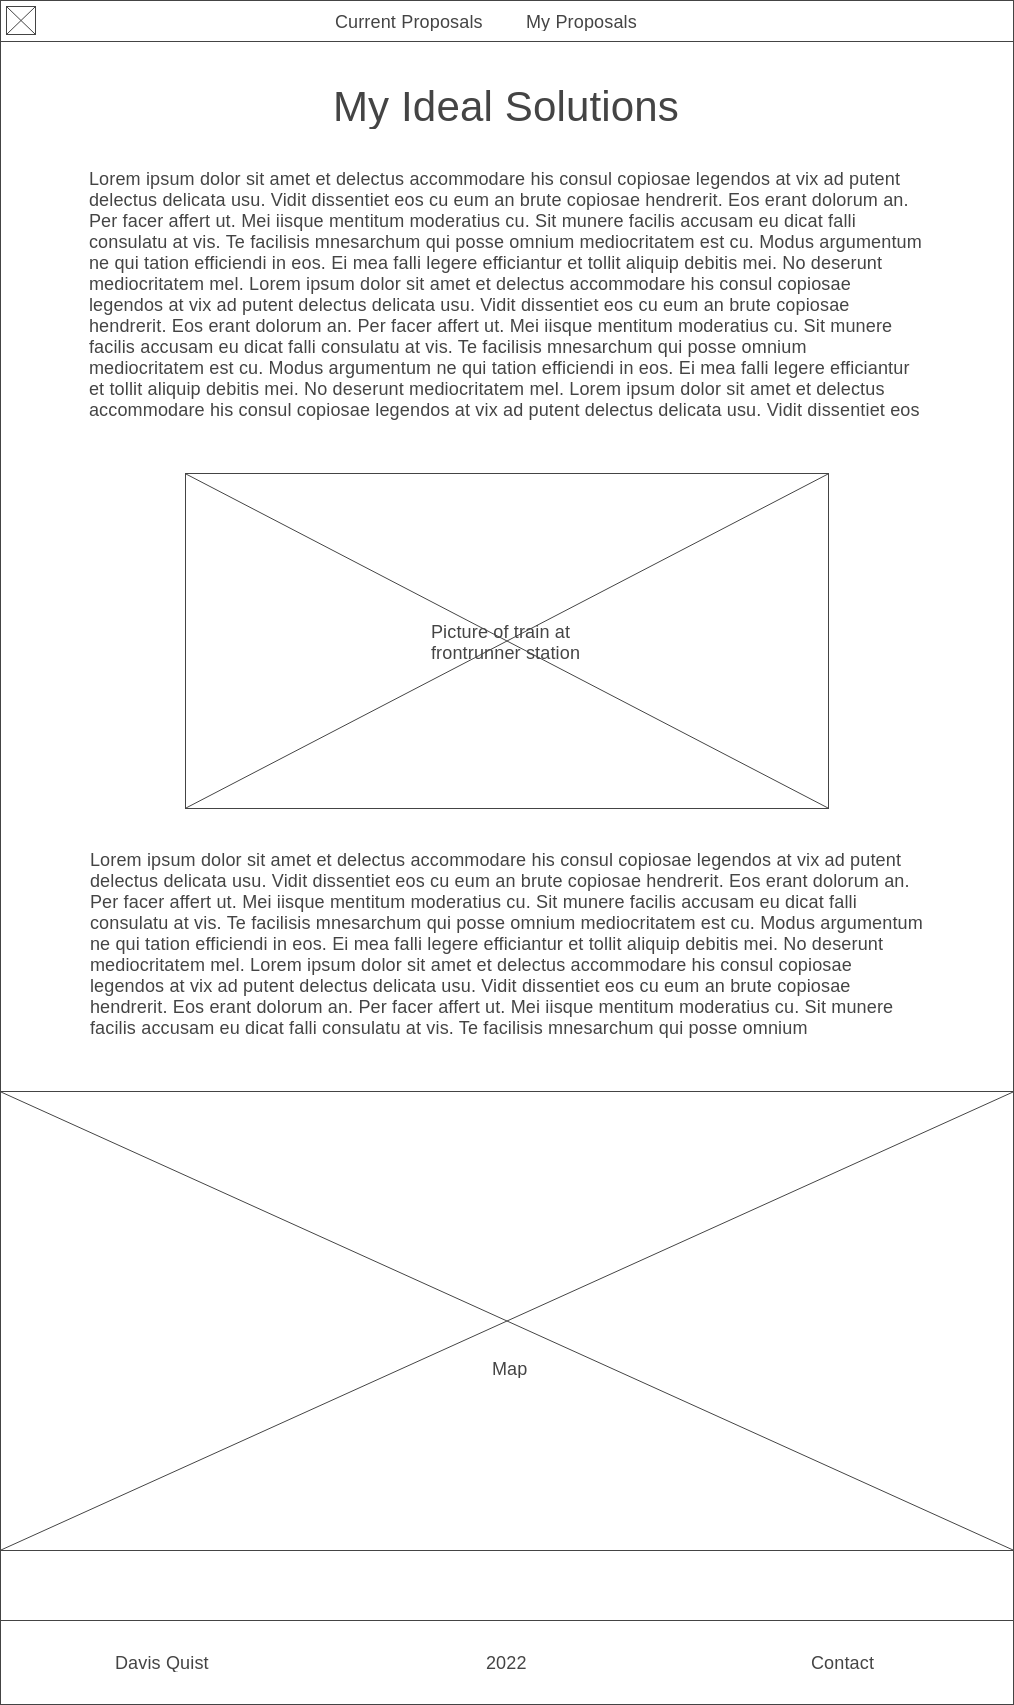 Current Proposals My Proposals
My Ideal Solutions
Lorem ipsum dolor sit amet et delectus accommodare his consul copiosae legendos at vix ad putent
delectus delicata usu. Vidit dissentiet eos cu eum an brute copiosae hendrerit. Eos erant dolorum an.
Per facer affert ut. Mei iisque mentitum moderatius cu. Sit munere facilis accusam eu dicat falli
consulatu at vis. Te facilisis mnesarchum qui posse omnium mediocritatem est cu. Modus argumentum
ne qui tation efficiendi in eos. Ei mea falli legere efficiantur et tollit aliquip debitis mei. No deserunt
mediocritatem mel. Lorem ipsum dolor sit amet et delectus accommodare his consul copiosae
legendos at vix ad putent delectus delicata usu. Vidit dissentiet eos cu eum an brute copiosae
hendrerit. Eos erant dolorum an. Per facer affert ut. Mei iisque mentitum moderatius cu. Sit munere
facilis accusam eu dicat falli consulatu at vis. Te facilisis mnesarchum qui posse omnium
mediocritatem est cu. Modus argumentum ne qui tation efficiendi in eos. Ei mea falli legere efficiantur
et tollit aliquip debitis mei. No deserunt mediocritatem mel. Lorem ipsum dolor sit amet et delectus
accommodare his consul copiosae legendos at vix ad putent delectus delicata usu. Vidit dissentiet eos
Picture of train at
frontrunner station
Lorem ipsum dolor sit amet et delectus accommodare his consul copiosae legendos at vix ad putent
delectus delicata usu. Vidit dissentiet eos cu eum an brute copiosae hendrerit. Eos erant dolorum an.
Per facer affert ut. Mei iisque mentitum moderatius cu. Sit munere facilis accusam eu dicat falli
consulatu at vis. Te facilisis mnesarchum qui posse omnium mediocritatem est cu. Modus argumentum
ne qui tation efficiendi in eos. Ei mea falli legere efficiantur et tollit aliquip debitis mei. No deserunt
mediocritatem mel. Lorem ipsum dolor sit amet et delectus accommodare his consul copiosae
legendos at vix ad putent delectus delicata usu. Vidit dissentiet eos cu eum an brute copiosae
hendrerit. Eos erant dolorum an. Per facer affert ut. Mei iisque mentitum moderatius cu. Sit munere
facilis accusam eu dicat falli consulatu at vis. Te facilisis mnesarchum qui posse omnium
Map
Davis Quist 2022 Contact